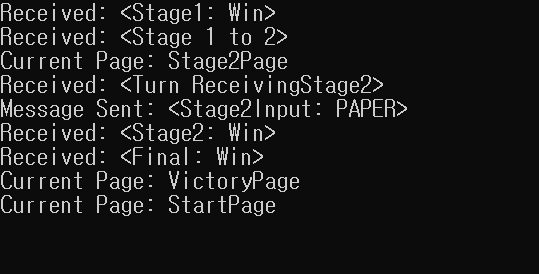 Received: <Stage1: Win>
Received: <Stage 1 to 2>
Current Page: Stage2Page
Received: <Turn ReceivingStage2>
Message Sent: <Stage2Input: PAPER>
Received: <Stage2: Win>
Received: <Final: Win>
Current Page: VictoryPage
Current Page: StartPage